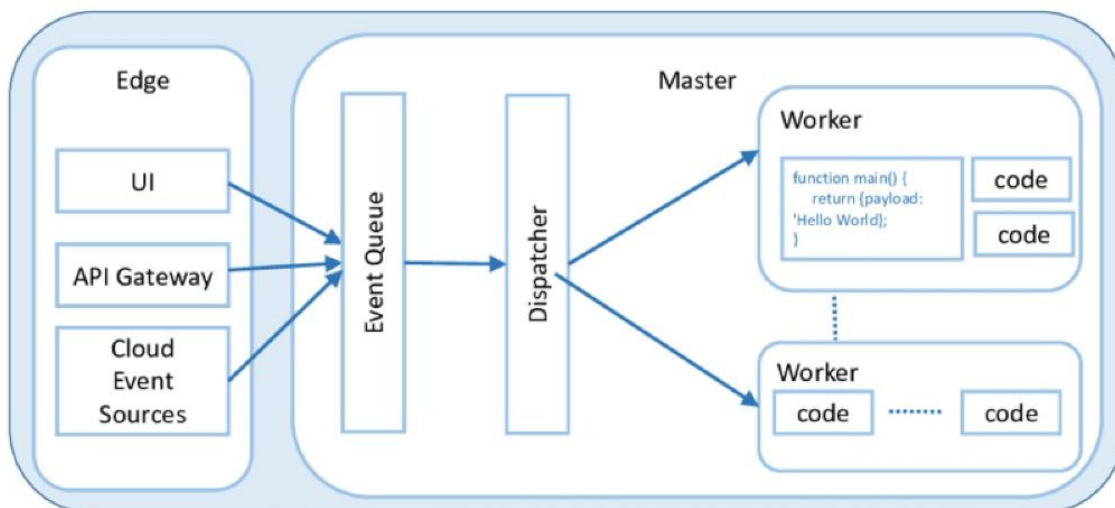 Edge
UI
API Gateway
Cloud
Event
Sources
Event Queue
Dispatcher
Master
Worker
function main() {
return {payload:
'Hello World};
}
code
code
Worker
code
code